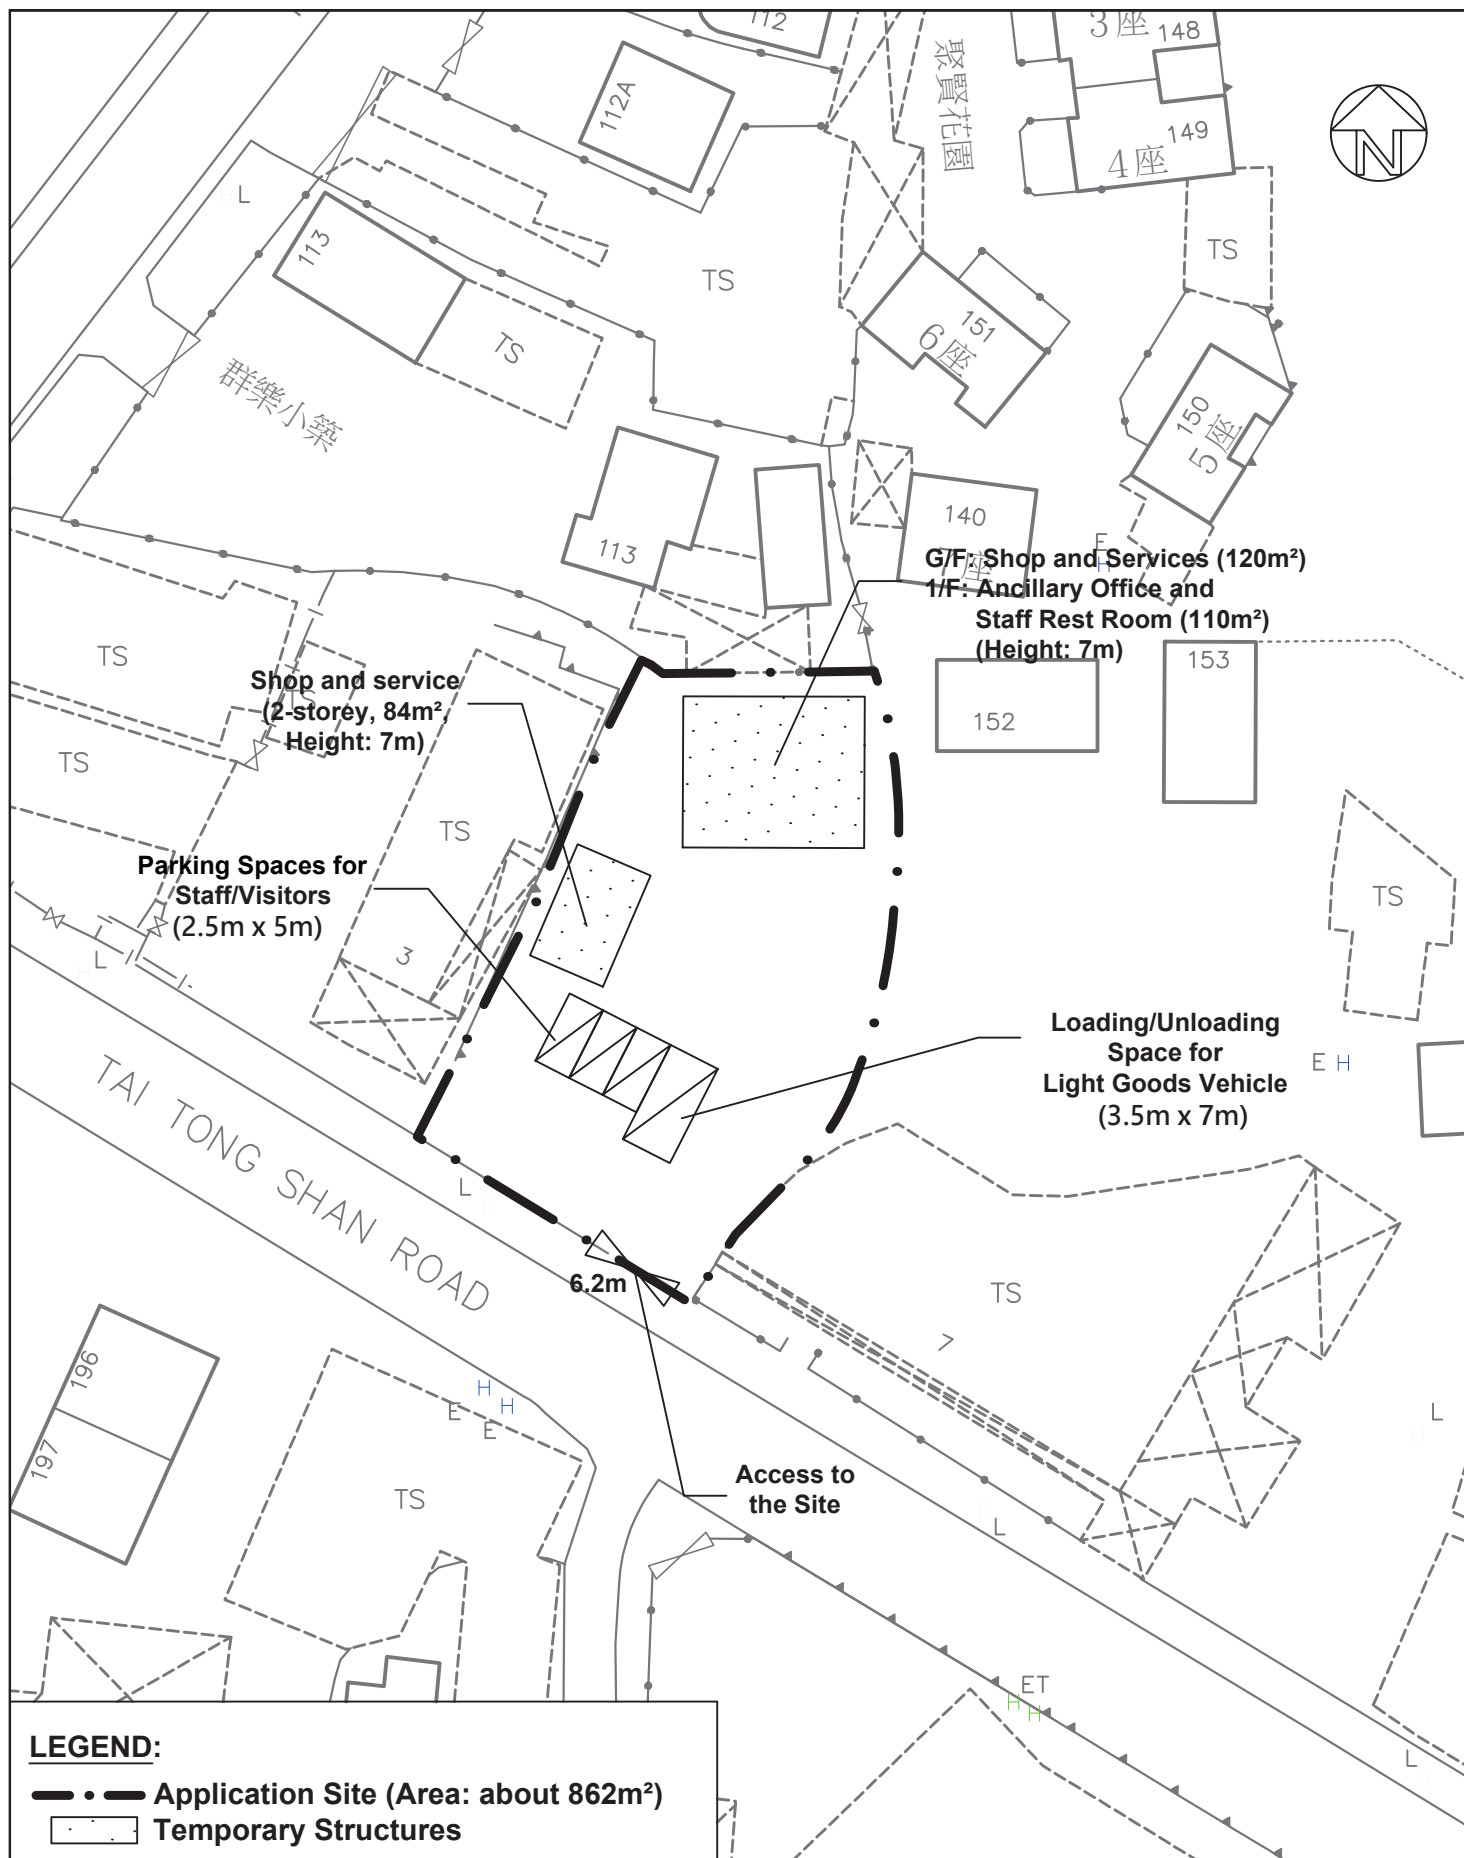 112
3座 148
聚賢花園
112A
149
4座
N
L
113
TS
TS
151
6座
TS
群樂小築
150
5座
140
7座
113
E
H
G/F: Shop and Services (120m²)
1/F: Ancillary Office and
Staff Rest Room (110m²)
(Height: 7m)
TS
153
Shop and service
(2-storey, 84m²,
Height: 7m)
TS
152
TS
TS
Parking Spaces for
Staff/Visitors
(2.5m x 5m)
TS
3
L
Loading/Unloading
Space for
Light Goods Vehicle
(3.5m x 7m)
E H
TAI TONG SHAN ROAD
L
H
6.2m
TS
7
196
H
H
E
E
197
L
H
TS
Access to
the Site
L
ET
H
H
L
LEGEND:
Application Site (Area: about 862m²)
Temporary Structures